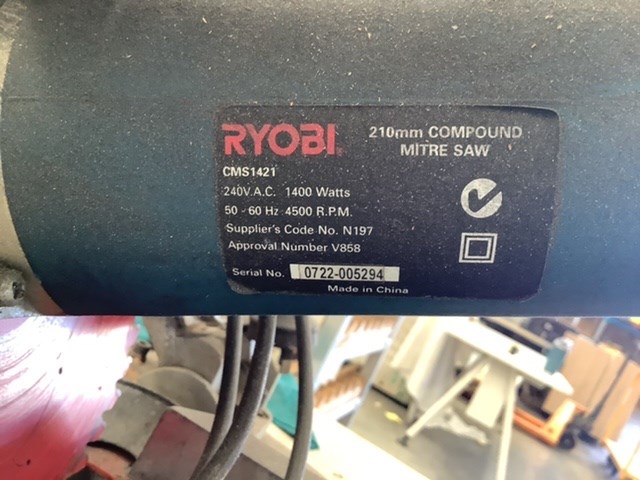 RYOBI
210mm COMPOUND
MITRE SAW
CMS1421
240V.A.C. 1400 Watts
50 - 60 Hz 4500 R.P.M.
Supplier's Code No. N197
Approval Number V858
Serial No. 0722-005294
Made in China